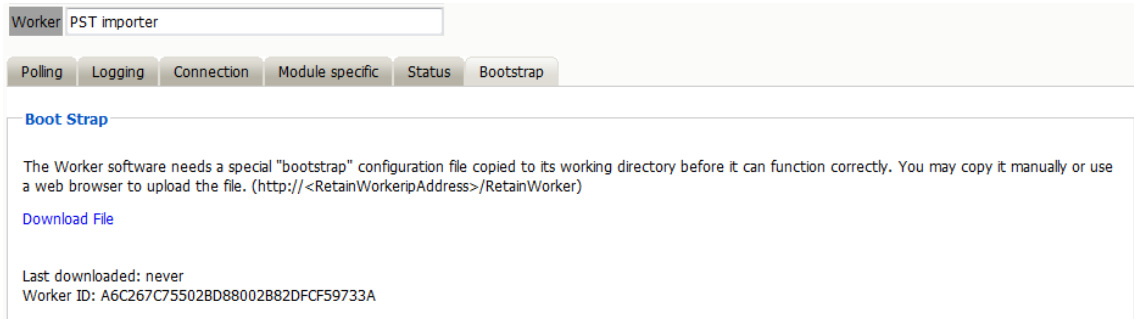 Worker PST importer
Polling Logging Connection Module specific Status Bootstrap
Boot Strap
The Worker software needs a special "bootstrap" configuration file copied to its working directory before it can function correctly. You may copy it manually or use
a web browser to upload the file. (http://<RetainWorkeripAddress>/RetainWorker)
Download File
Last downloaded: never
Worker ID: A6C267C75502BD88002B82DFCF59733A